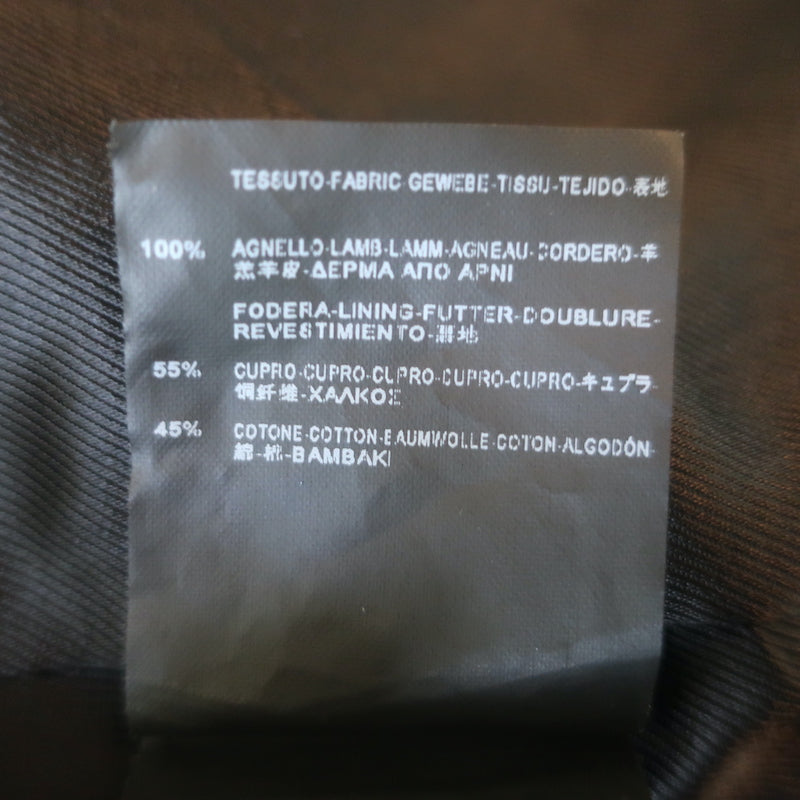 TESSUTO-FABRIC GEWEBE-TISSU-TEJIDO-表地
100% AGNELLO-LAMB-LAMM-AGNEAU-CORDERO-羊
羔羊皮-ΔΕΡΜΑ ΑΠΟ ΑΡΝΙ
FODERA-LINING-FUTTER-DOUBLURE-
REVESTIMIENTO-裏地
55% CUPRO-CUPRO-CUPRO-CUPRO-CUPRO-キュプラ-
铜纤维-ΧΑΛΚΟΣ
45% COTONE-COTTON-BAUMWOLLE-COTON-ALGODÓN-
綿-棉-ΒΑΜΒΑΚΙ